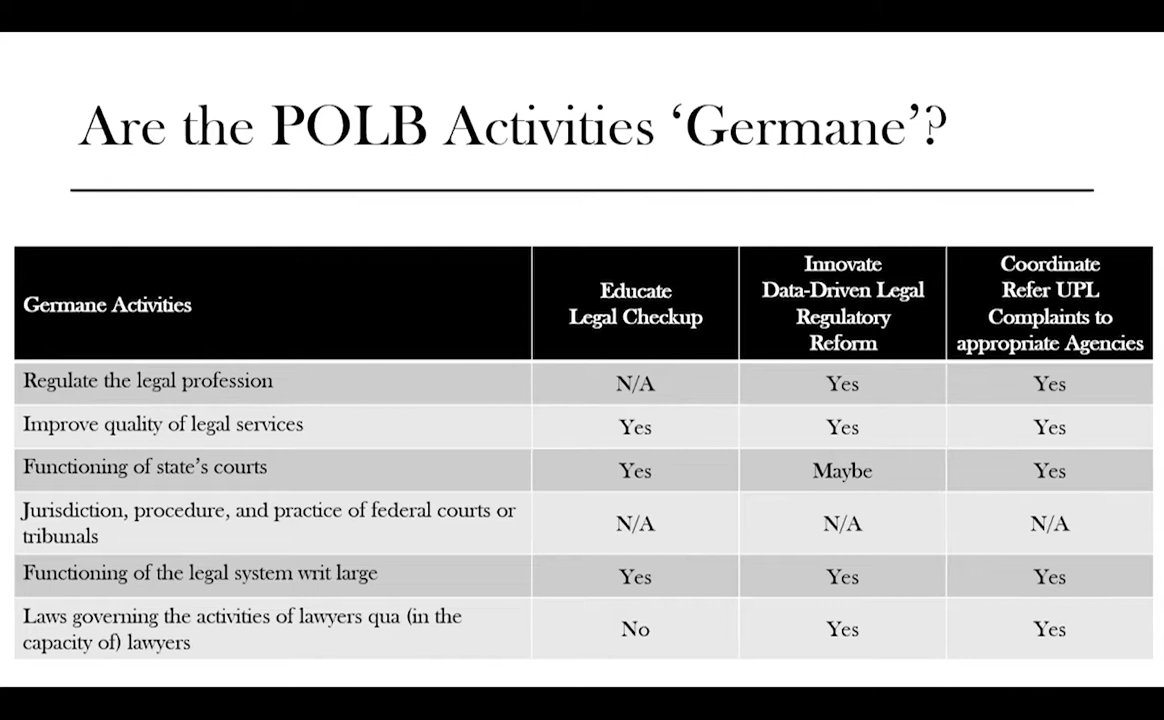 Are the POLB Activities ‘Germane’?
Germane Activities
Educate
Legal Checkup
Innovate
Data-Driven Legal
Regulatory
Reform
Coordinate
Refer UPL
Complaints to
appropriate Agencies
Regulate the legal profession
N/A
Yes
Yes
Improve quality of legal services
Yes
Yes
Yes
Functioning of state’s courts
Yes
Maybe
Yes
Jurisdiction, procedure, and practice of federal courts or
tribunals
N/A
N/A
N/A
Functioning of the legal system writ large
Yes
Yes
Yes
Laws governing the activities of lawyers qua (in the
capacity of) lawyers
No
Yes
Yes